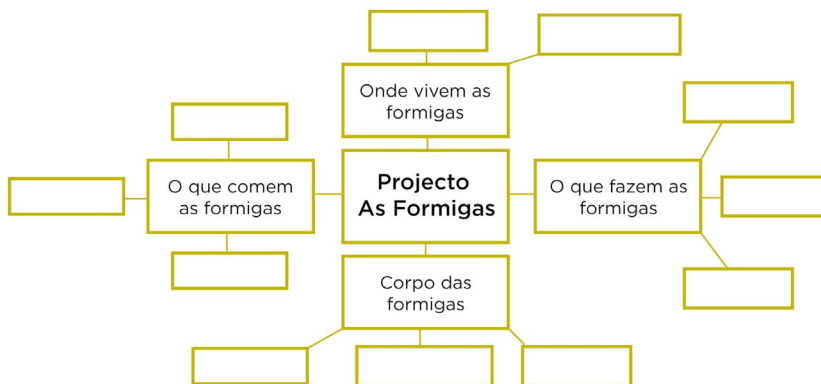 Onde vivem as
formigas
O que comem
as formigas
Projecto
As Formigas
O que fazem as
formigas
Corpo das
formigas